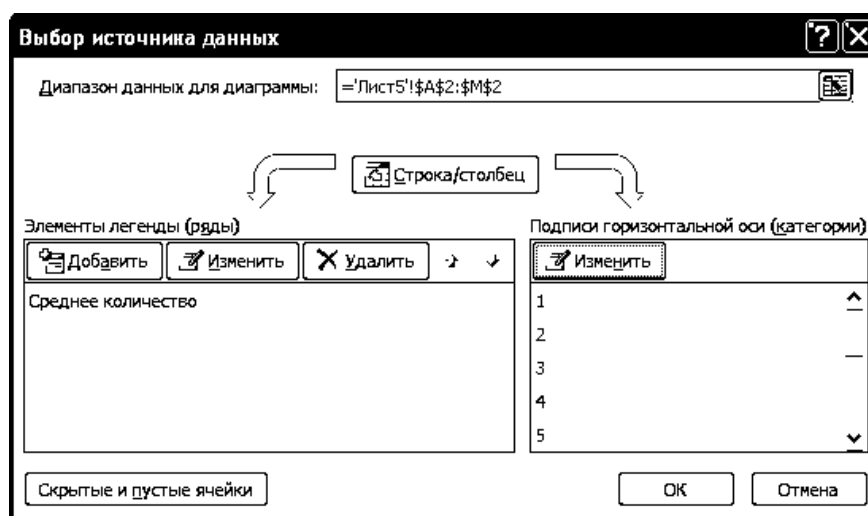 Выбор источника данных
Диапазон данных для диаграммы: ='Лист5'!$A$2:$M$2
Строка/столбец
Элементы легенды (ряды)
Добавить Изменить Удалить
Среднее количество
Подписи горизонтальной оси (категории)
Изменить
1
2
3
4
5
Скрытые и пустые ячейки ОК Отмена